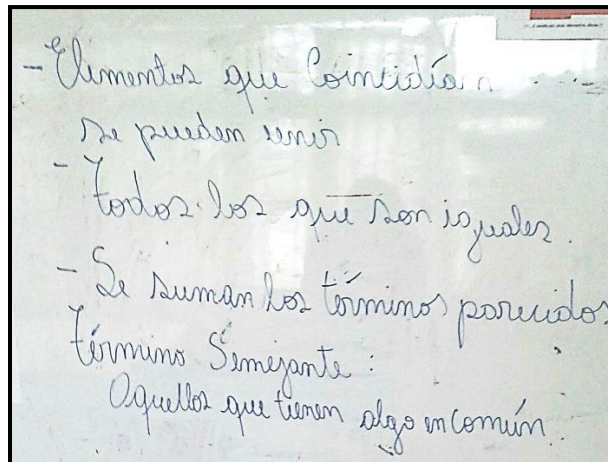 - Elementos que Coincidían
se pueden unir
- Todos los que son iguales.
- Se suman los términos parecidos
Término Semejante :
Aquellos que tienen algo en común.